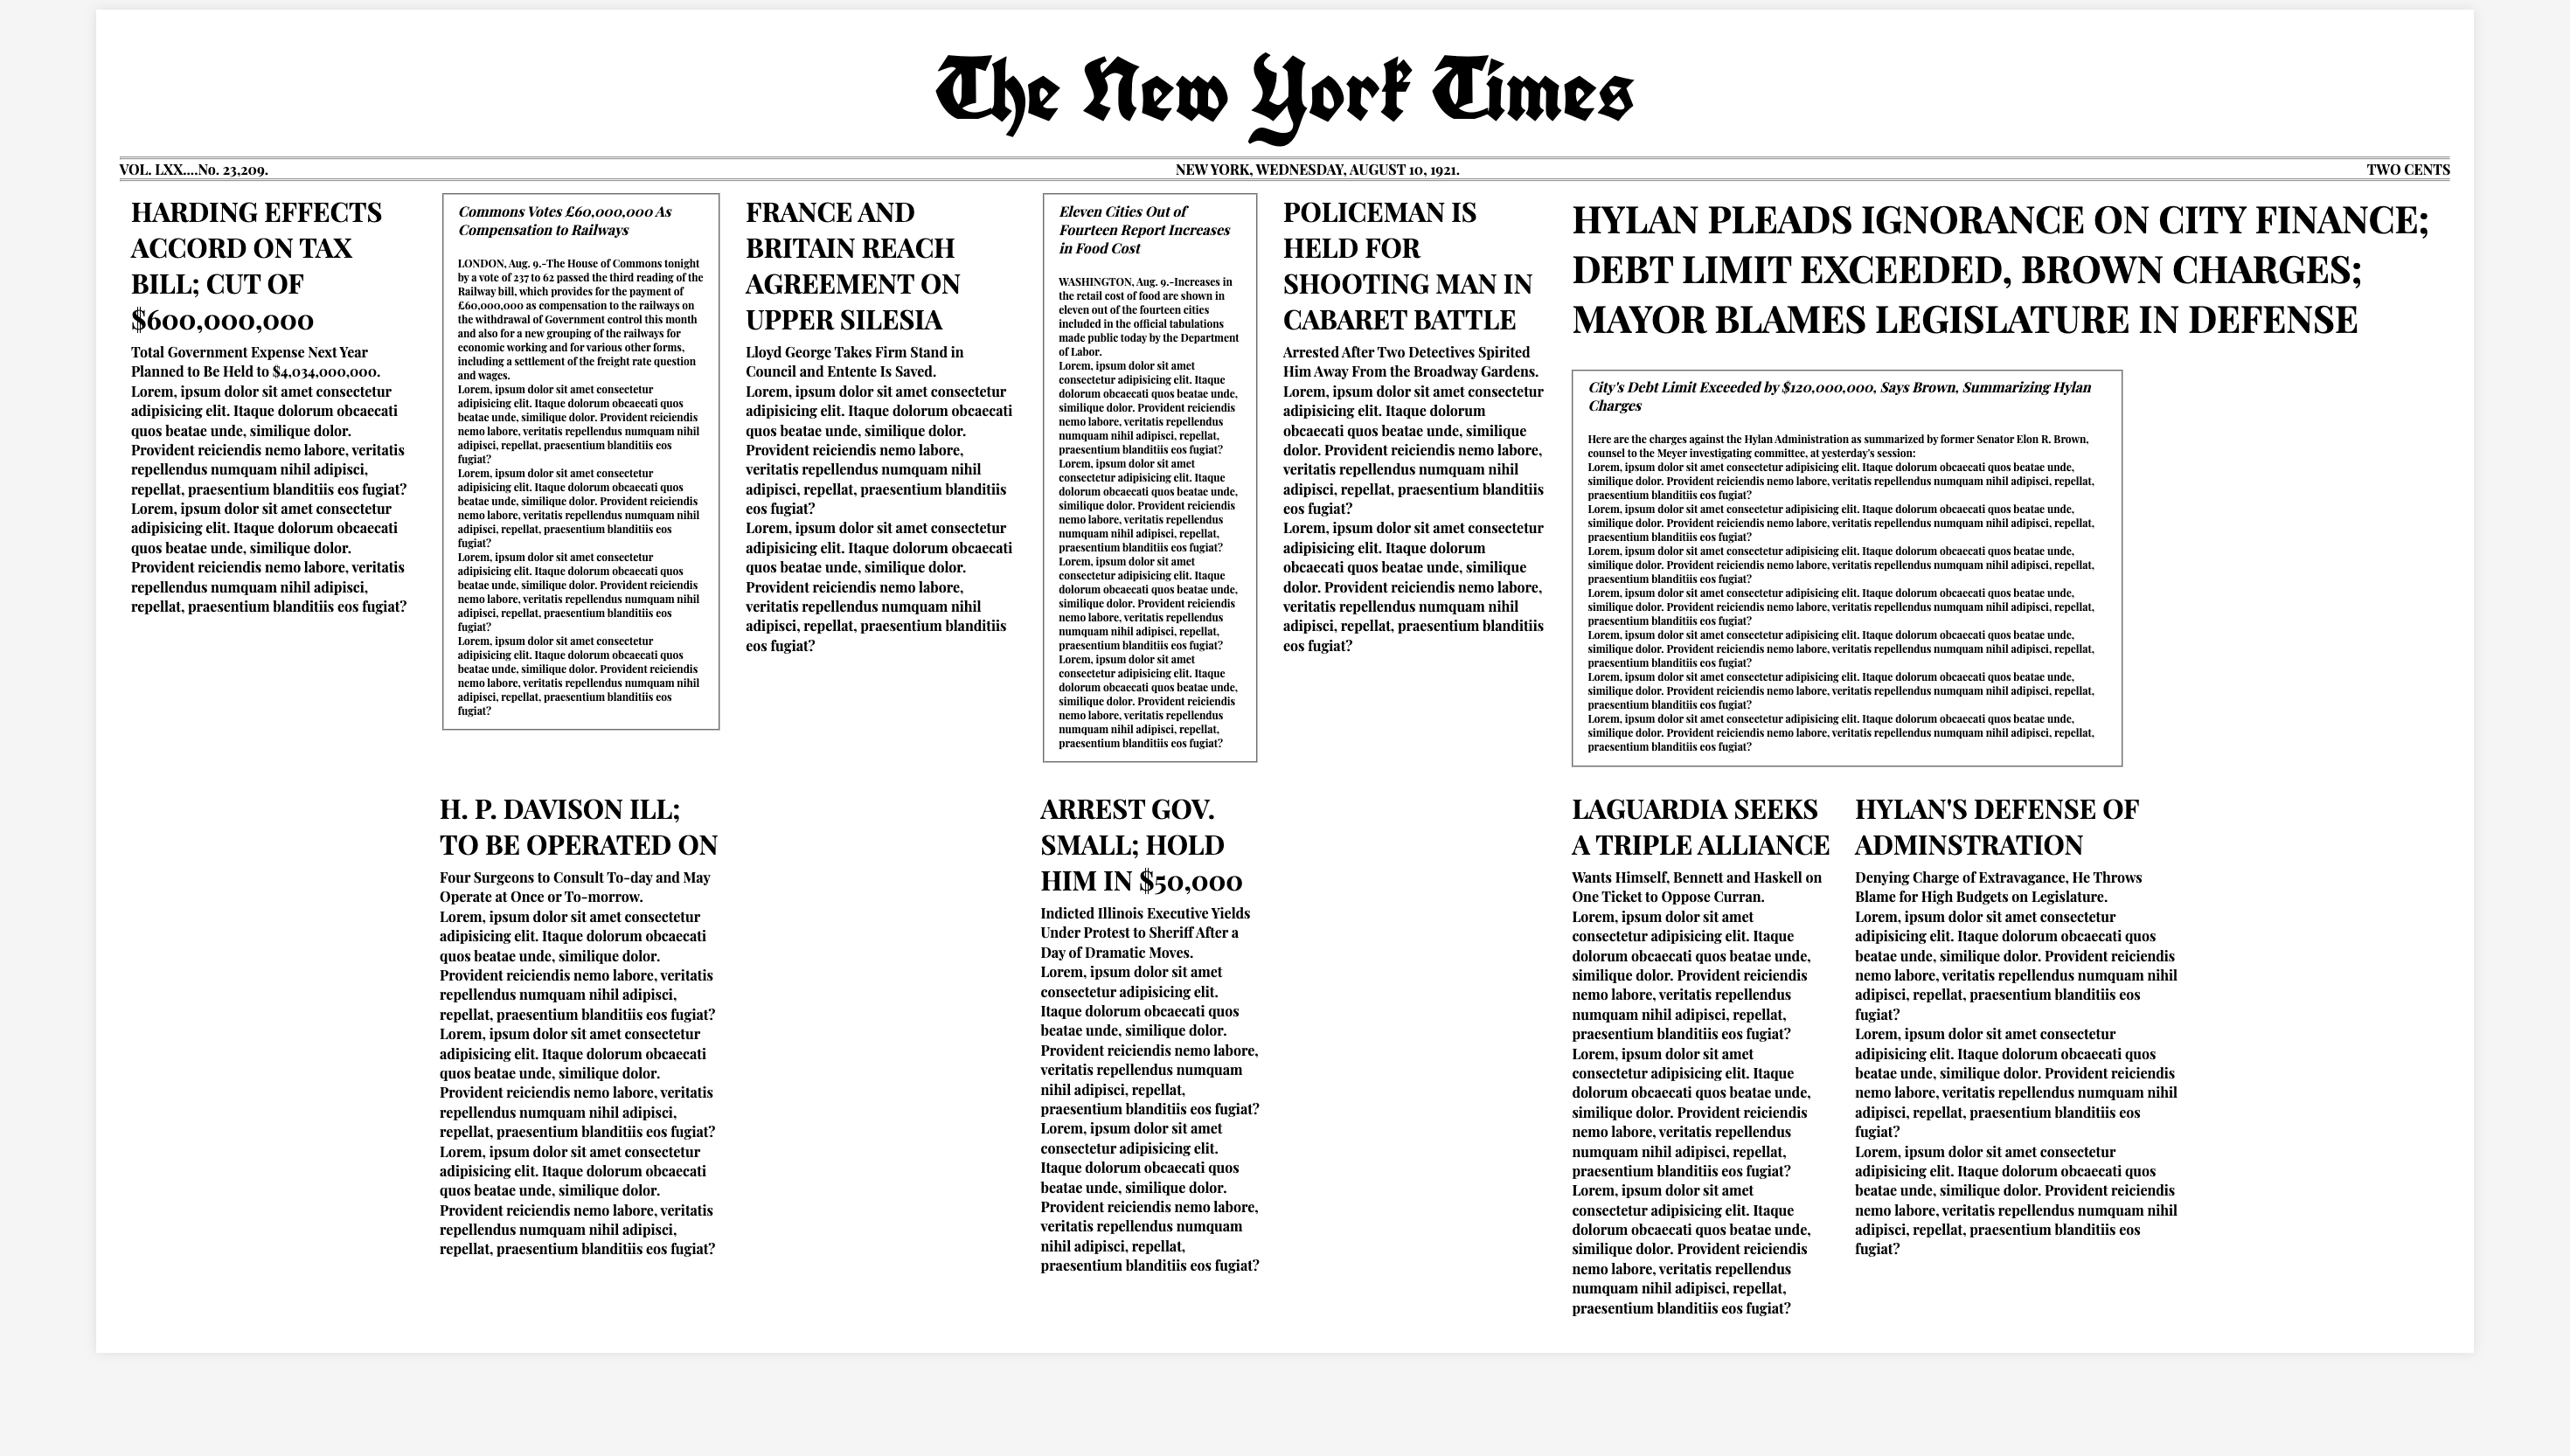 The New York Times
VOL. LXX....No. 23,209.
NEW YORK, WEDNESDAY, AUGUST 10, 1921.
TWO CENTS
HARDING EFFECTS
ACCORD ON TAX
BILL; CUT OF
$600,000,000
Total Government Expense Next Year
Planned to Be Held to $4,034,000,000.
Lorem, ipsum dolor sit amet consectetur
adipisicing elit. Itaque dolorum obcaecati
quos beatae unde, similique dolor.
Provident reiciendis nemo labore, veritatis
repellendus numquam nihil adipisci,
repellat, praesentium blanditiis eos fugiat?
Lorem, ipsum dolor sit amet consectetur
adipisicing elit. Itaque dolorum obcaecati
quos beatae unde, similique dolor.
Provident reiciendis nemo labore, veritatis
repellendus numquam nihil adipisci,
repellat, praesentium blanditiis eos fugiat?
Commons Votes £60,000,000 As
Compensation to Railways
LONDON, Aug. 9.-The House of Commons tonight
by a vote of 237 to 62 passed the third reading of the
Railway bill, which provides for the payment of
£60,000,000 as compensation to the railways on
the withdrawal of Government control this month
and also for a new grouping of the railways for
economic working and for various other forms,
including a settlement of the freight rate question
and wages.
Lorem, ipsum dolor sit amet consectetur
adipisicing elit. Itaque dolorum obcaecati quos
beatae unde, similique dolor. Provident reiciendis
nemo labore, veritatis repellendus numquam nihil
adipisci, repellat, praesentium blanditiis eos
fugiat?
Lorem, ipsum dolor sit amet consectetur
adipisicing elit. Itaque dolorum obcaecati quos
beatae unde, similique dolor. Provident reiciendis
nemo labore, veritatis repellendus numquam nihil
adipisci, repellat, praesentium blanditiis eos
fugiat?
Lorem, ipsum dolor sit amet consectetur
adipisicing elit. Itaque dolorum obcaecati quos
beatae unde, similique dolor. Provident reiciendis
nemo labore, veritatis repellendus numquam nihil
adipisci, repellat, praesentium blanditiis eos
fugiat?
Lorem, ipsum dolor sit amet consectetur
adipisicing elit. Itaque dolorum obcaecati quos
beatae unde, similique dolor. Provident reiciendis
nemo labore, veritatis repellendus numquam nihil
adipisci, repellat, praesentium blanditiis eos
fugiat?
FRANCE AND
BRITAIN REACH
AGREEMENT ON
UPPER SILESIA
Lloyd George Takes Firm Stand in
Council and Entente Is Saved.
Lorem, ipsum dolor sit amet consectetur
adipisicing elit. Itaque dolorum obcaecati
quos beatae unde, similique dolor.
Provident reiciendis nemo labore,
veritatis repellendus numquam nihil
adipisci, repellat, praesentium blanditiis
eos fugiat?
Lorem, ipsum dolor sit amet consectetur
adipisicing elit. Itaque dolorum obcaecati
quos beatae unde, similique dolor.
Provident reiciendis nemo labore,
veritatis repellendus numquam nihil
adipisci, repellat, praesentium blanditiis
eos fugiat?
Eleven Cities Out of
Fourteen Report Increases
in Food Cost
WASHINGTON, Aug. 9.-Increases in
the retail cost of food are shown in
eleven out of the fourteen cities
included in the official tabulations
made public today by the Department
of Labor.
Lorem, ipsum dolor sit amet
consectetur adipisicing elit. Itaque
dolorum obcaecati quos beatae unde,
similique dolor. Provident reiciendis
nemo labore, veritatis repellendus
numquam nihil adipisci, repellat,
praesentium blanditiis eos fugiat?
Lorem, ipsum dolor sit amet
consectetur adipisicing elit. Itaque
dolorum obcaecati quos beatae unde,
similique dolor. Provident reiciendis
nemo labore, veritatis repellendus
numquam nihil adipisci, repellat,
praesentium blanditiis eos fugiat?
Lorem, ipsum dolor sit amet
consectetur adipisicing elit. Itaque
dolorum obcaecati quos beatae unde,
similique dolor. Provident reiciendis
nemo labore, veritatis repellendus
numquam nihil adipisci, repellat,
praesentium blanditiis eos fugiat?
Lorem, ipsum dolor sit amet
consectetur adipisicing elit. Itaque
dolorum obcaecati quos beatae unde,
similique dolor. Provident reiciendis
nemo labore, veritatis repellendus
numquam nihil adipisci, repellat,
praesentium blanditiis eos fugiat?
POLICEMAN IS
HELD FOR
SHOOTING MAN IN
CABARET BATTLE
Arrested After Two Detectives Spirited
Him Away From the Broadway Gardens.
Lorem, ipsum dolor sit amet consectetur
adipisicing elit. Itaque dolorum
obcaecati quos beatae unde, similique
dolor. Provident reiciendis nemo labore,
veritatis repellendus numquam nihil
adipisci, repellat, praesentium blanditiis
eos fugiat?
Lorem, ipsum dolor sit amet consectetur
adipisicing elit. Itaque dolorum
obcaecati quos beatae unde, similique
dolor. Provident reiciendis nemo labore,
veritatis repellendus numquam nihil
adipisci, repellat, praesentium blanditiis
eos fugiat?
HYLAN PLEADS IGNORANCE ON CITY FINANCE;
DEBT LIMIT EXCEEDED, BROWN CHARGES;
MAYOR BLAMES LEGISLATURE IN DEFENSE
City's Debt Limit Exceeded by $120,000,000, Says Brown, Summarizing Hylan
Charges
Here are the charges against the Hylan Administration as summarized by former Senator Elon R. Brown,
counsel to the Meyer investigating committee, at yesterday's session:
Lorem, ipsum dolor sit amet consectetur adipisicing elit. Itaque dolorum obcaecati quos beatae unde,
similique dolor. Provident reiciendis nemo labore, veritatis repellendus numquam nihil adipisci, repellat,
praesentium blanditiis eos fugiat?
Lorem, ipsum dolor sit amet consectetur adipisicing elit. Itaque dolorum obcaecati quos beatae unde,
similique dolor. Provident reiciendis nemo labore, veritatis repellendus numquam nihil adipisci, repellat,
praesentium blanditiis eos fugiat?
Lorem, ipsum dolor sit amet consectetur adipisicing elit. Itaque dolorum obcaecati quos beatae unde,
similique dolor. Provident reiciendis nemo labore, veritatis repellendus numquam nihil adipisci, repellat,
praesentium blanditiis eos fugiat?
Lorem, ipsum dolor sit amet consectetur adipisicing elit. Itaque dolorum obcaecati quos beatae unde,
similique dolor. Provident reiciendis nemo labore, veritatis repellendus numquam nihil adipisci, repellat,
praesentium blanditiis eos fugiat?
Lorem, ipsum dolor sit amet consectetur adipisicing elit. Itaque dolorum obcaecati quos beatae unde,
similique dolor. Provident reiciendis nemo labore, veritatis repellendus numquam nihil adipisci, repellat,
praesentium blanditiis eos fugiat?
Lorem, ipsum dolor sit amet consectetur adipisicing elit. Itaque dolorum obcaecati quos beatae unde,
similique dolor. Provident reiciendis nemo labore, veritatis repellendus numquam nihil adipisci, repellat,
praesentium blanditiis eos fugiat?
Lorem, ipsum dolor sit amet consectetur adipisicing elit. Itaque dolorum obcaecati quos beatae unde,
similique dolor. Provident reiciendis nemo labore, veritatis repellendus numquam nihil adipisci, repellat,
praesentium blanditiis eos fugiat?
H. P. DAVISON ILL;
TO BE OPERATED ON
Four Surgeons to Consult To-day and May
Operate at Once or To-morrow.
Lorem, ipsum dolor sit amet consectetur
adipisicing elit. Itaque dolorum obcaecati
quos beatae unde, similique dolor.
Provident reiciendis nemo labore, veritatis
repellendus numquam nihil adipisci,
repellat, praesentium blanditiis eos fugiat?
Lorem, ipsum dolor sit amet consectetur
adipisicing elit. Itaque dolorum obcaecati
quos beatae unde, similique dolor.
Provident reiciendis nemo labore, veritatis
repellendus numquam nihil adipisci,
repellat, praesentium blanditiis eos fugiat?
Lorem, ipsum dolor sit amet consectetur
adipisicing elit. Itaque dolorum obcaecati
quos beatae unde, similique dolor.
Provident reiciendis nemo labore, veritatis
repellendus numquam nihil adipisci,
repellat, praesentium blanditiis eos fugiat?
ARREST GOV.
SMALL; HOLD
HIM IN $50,000
Indicted Illinois Executive Yields
Under Protest to Sheriff After a
Day of Dramatic Moves.
Lorem, ipsum dolor sit amet
consectetur adipisicing elit.
Itaque dolorum obcaecati quos
beatae unde, similique dolor.
Provident reiciendis nemo labore,
veritatis repellendus numquam
nihil adipisci, repellat,
praesentium blanditiis eos fugiat?
Lorem, ipsum dolor sit amet
consectetur adipisicing elit.
Itaque dolorum obcaecati quos
beatae unde, similique dolor.
Provident reiciendis nemo labore,
veritatis repellendus numquam
nihil adipisci, repellat,
praesentium blanditiis eos fugiat?
LAGUARDIA SEEKS
A TRIPLE ALLIANCE
Wants Himself, Bennett and Haskell on
One Ticket to Oppose Curran.
Lorem, ipsum dolor sit amet
consectetur adipisicing elit. Itaque
dolorum obcaecati quos beatae unde,
similique dolor. Provident reiciendis
nemo labore, veritatis repellendus
numquam nihil adipisci, repellat,
praesentium blanditiis eos fugiat?
Lorem, ipsum dolor sit amet
consectetur adipisicing elit. Itaque
dolorum obcaecati quos beatae unde,
similique dolor. Provident reiciendis
nemo labore, veritatis repellendus
numquam nihil adipisci, repellat,
praesentium blanditiis eos fugiat?
Lorem, ipsum dolor sit amet
consectetur adipisicing elit. Itaque
dolorum obcaecati quos beatae unde,
similique dolor. Provident reiciendis
nemo labore, veritatis repellendus
numquam nihil adipisci, repellat,
praesentium blanditiis eos fugiat?
HYLAN'S DEFENSE OF
ADMINSTRATION
Denying Charge of Extravagance, He Throws
Blame for High Budgets on Legislature.
Lorem, ipsum dolor sit amet consectetur
adipisicing elit. Itaque dolorum obcaecati quos
beatae unde, similique dolor. Provident reiciendis
nemo labore, veritatis repellendus numquam nihil
adipisci, repellat, praesentium blanditiis eos
fugiat?
Lorem, ipsum dolor sit amet consectetur
adipisicing elit. Itaque dolorum obcaecati quos
beatae unde, similique dolor. Provident reiciendis
nemo labore, veritatis repellendus numquam nihil
adipisci, repellat, praesentium blanditiis eos
fugiat?
Lorem, ipsum dolor sit amet consectetur
adipisicing elit. Itaque dolorum obcaecati quos
beatae unde, similique dolor. Provident reiciendis
nemo labore, veritatis repellendus numquam nihil
adipisci, repellat, praesentium blanditiis eos
fugiat?